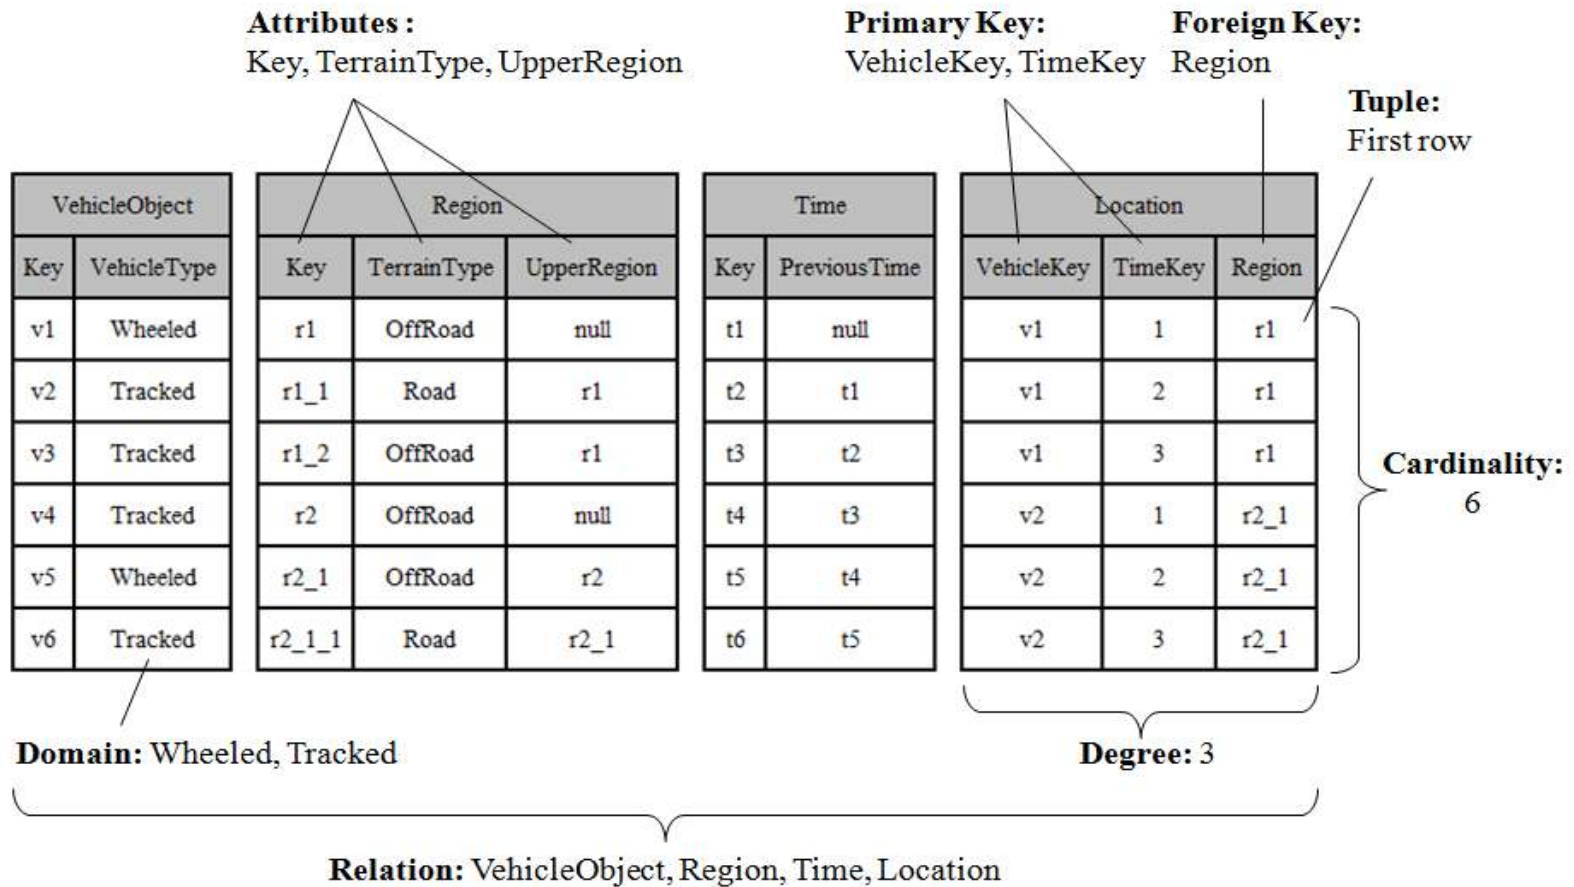 Attributes :
Key, TerrainType, UpperRegion
Primary Key:
VehicleKey, TimeKey
Foreign Key:
Region
Tuple:
First row
VehicleObject
Key VehicleType
v1 Wheeled
v2 Tracked
v3 Tracked
v4 Tracked
v5 Wheeled
v6 Tracked
Region
Key TerrainType UpperRegion
r1 OffRoad null
r1_1 Road r1
r1_2 OffRoad r1
r2 OffRoad null
r2_1 OffRoad r2
r2_1_1 Road r2_1
Time
Key PreviousTime
t1 null
t2 t1
t3 t2
t4 t3
t5 t4
t6 t5
Location
VehicleKey TimeKey Region
v1 1 r1
v1 2 r1
v1 3 r1
v2 1 r2_1
v2 2 r2_1
v2 3 r2_1
Cardinality:
6
Domain: Wheeled, Tracked
Degree: 3
Relation: VehicleObject, Region, Time, Location